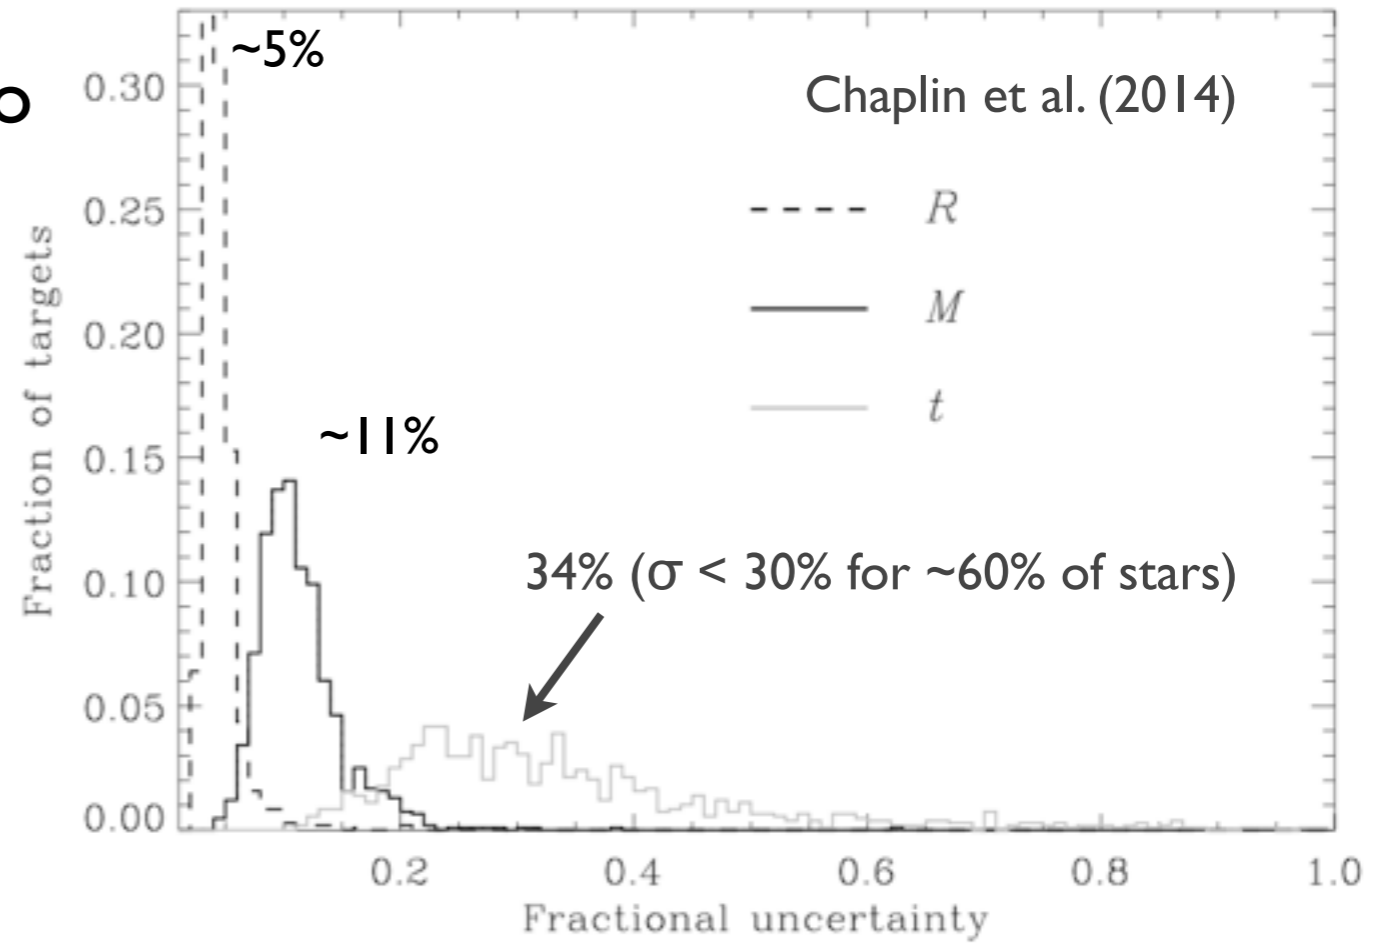 ~5%
Chaplin et al. (2014)
o
0.30
0.25
0.20
0.15
0.10
0.05
0.00
Fraction of targets
R
M
t
~11%
34% (σ < 30% for ~60% of stars)
0.2 0.4 0.6 0.8 1.0
Fractional uncertainty